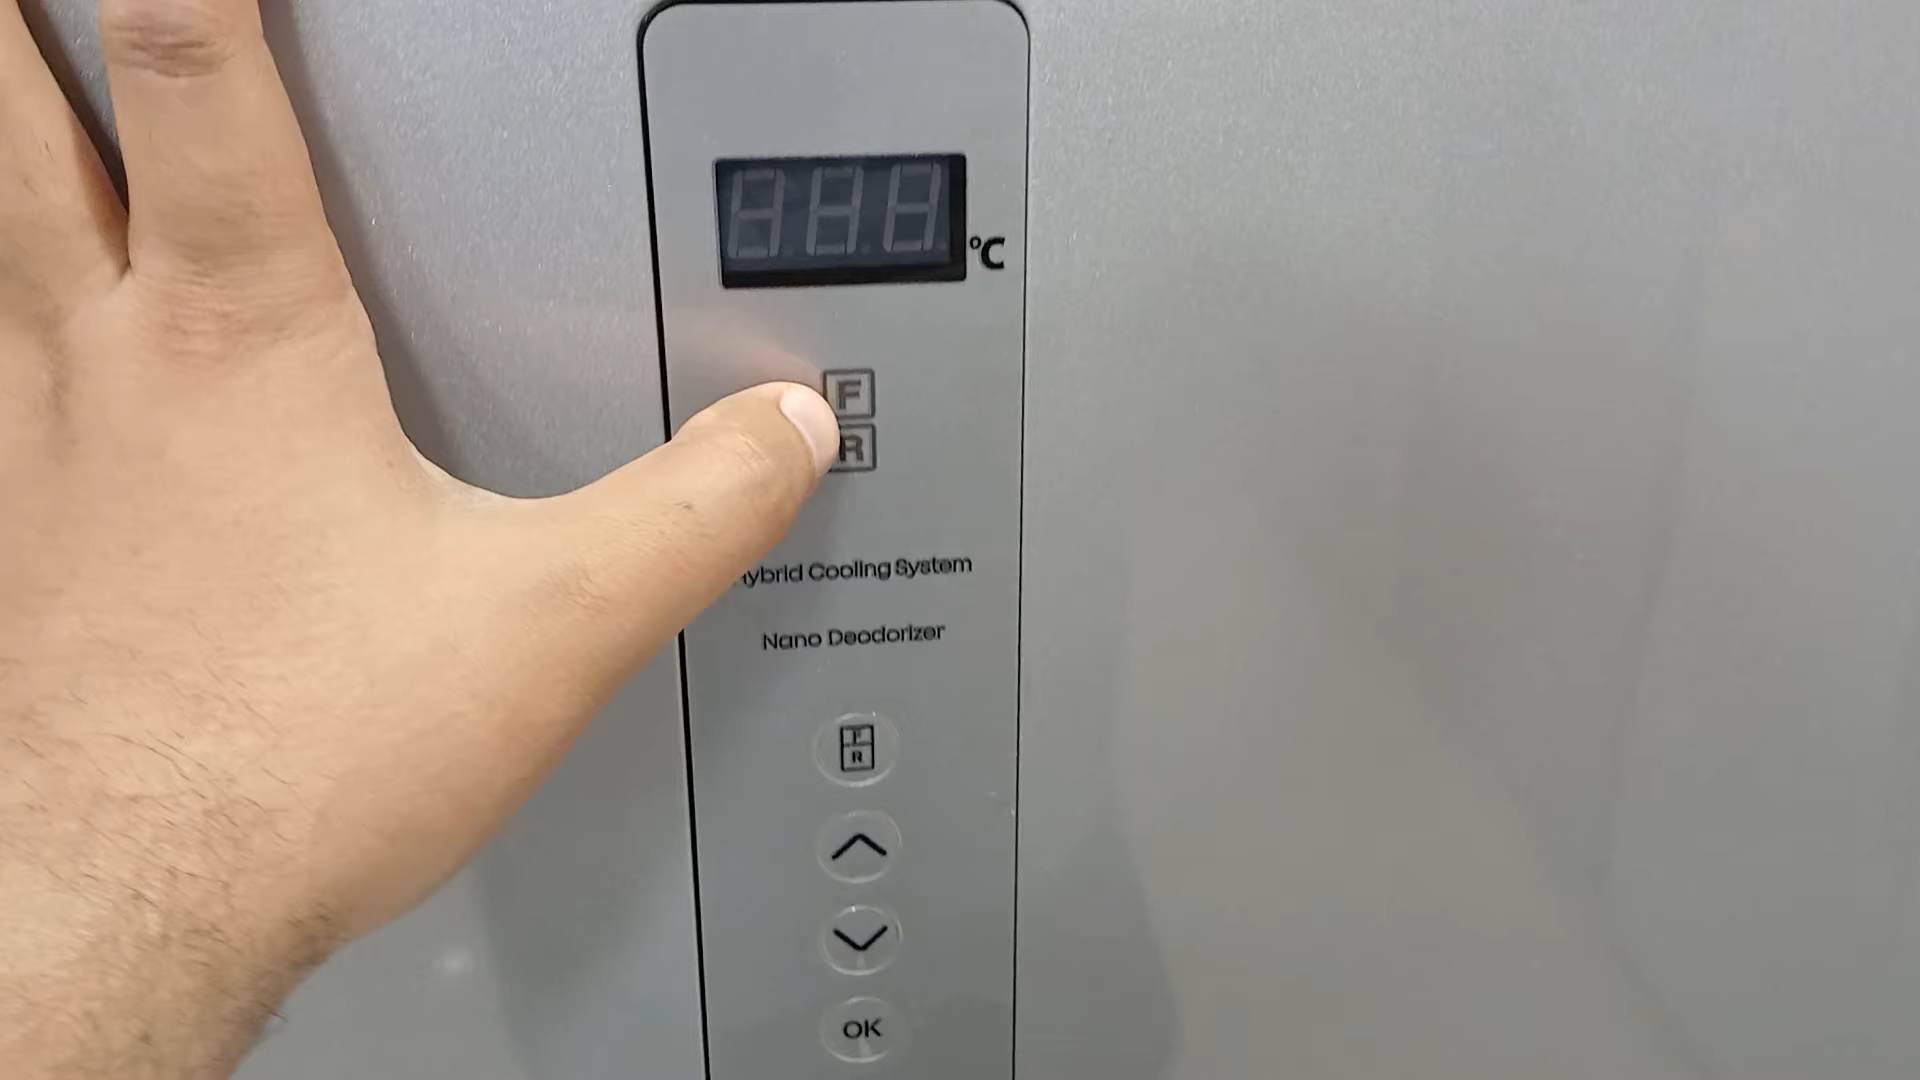 °C
F
R
Hybrid Cooling System
Nano Deodorizer
F
R
OK